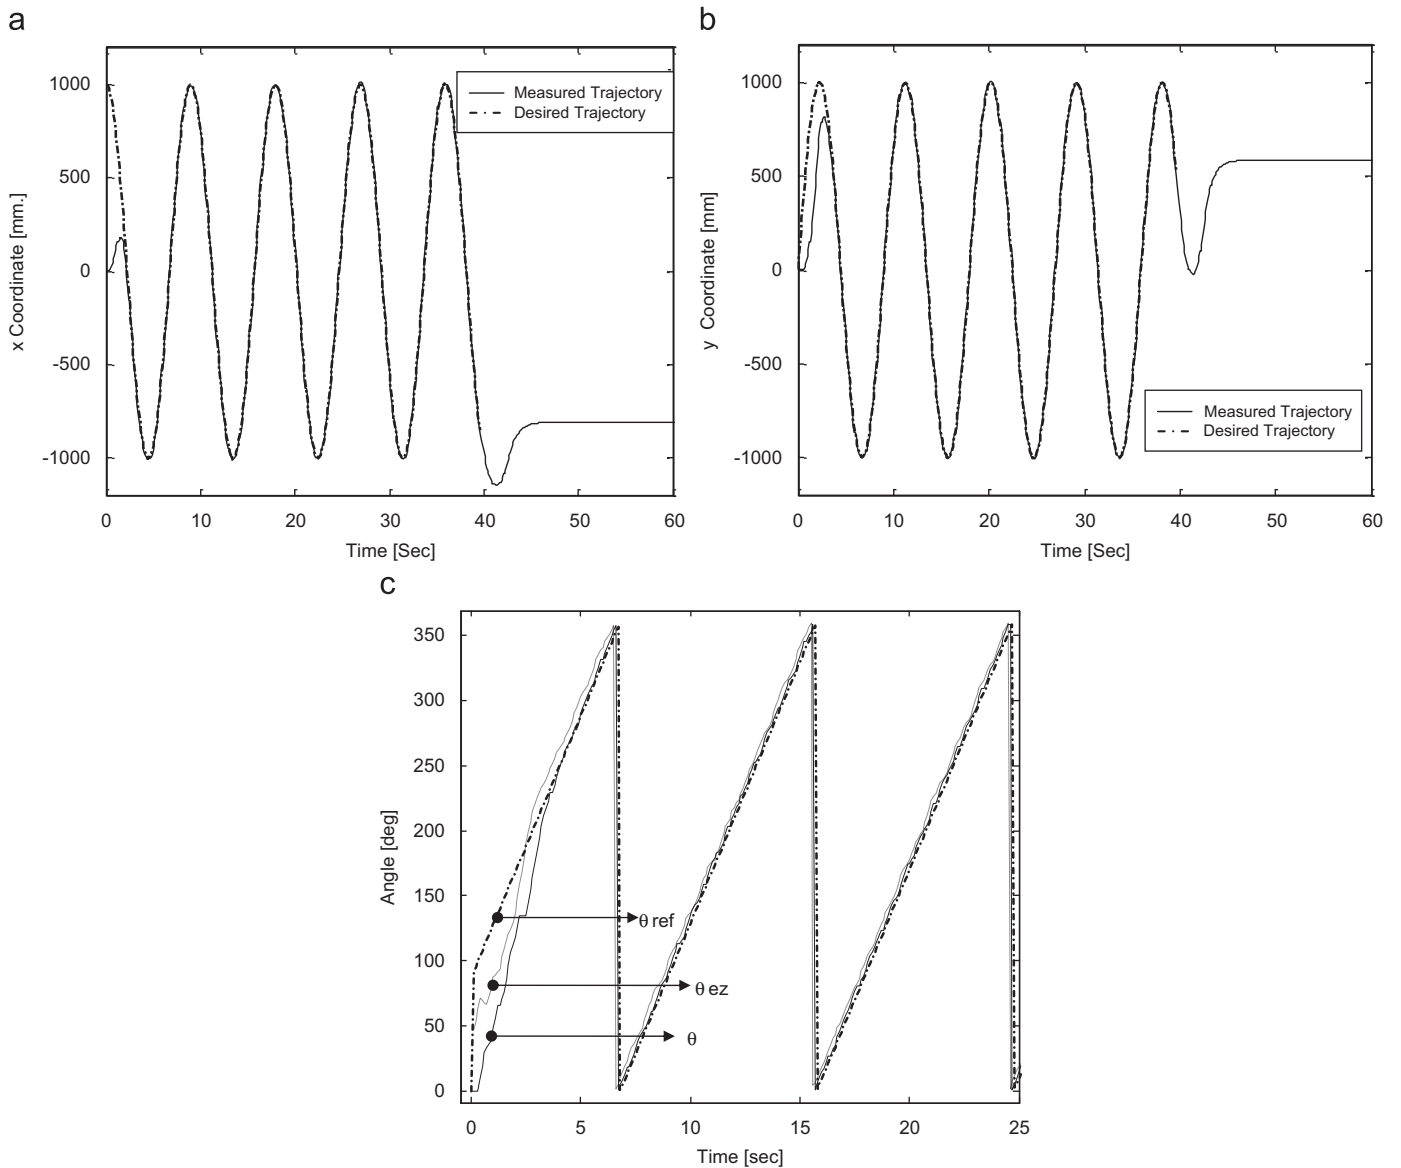 a
1000
500
0
-500
-1000
x Coordinate [mm.]
Measured Trajectory
Desired Trajectory
0 10 20 30 40 50 60
Time [Sec]
b
1000
500
0
-500
-1000
y Coordinate [mm]
Measured Trajectory
Desired Trajectory
0 10 20 30 40 50 60
Time [Sec]
c
350
300
250
200
150
100
50
0
Angle [deg]
θ ref
θ ez
θ
0 5 10 15 20 25
Time [sec]